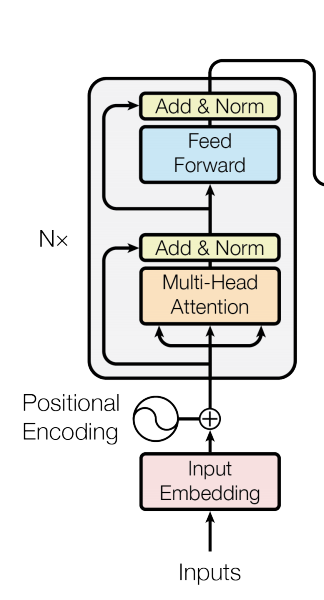 Add & Norm
Feed
Forward
N×
Add & Norm
Multi-Head
Attention
Positional
Encoding
Input
Embedding
Inputs